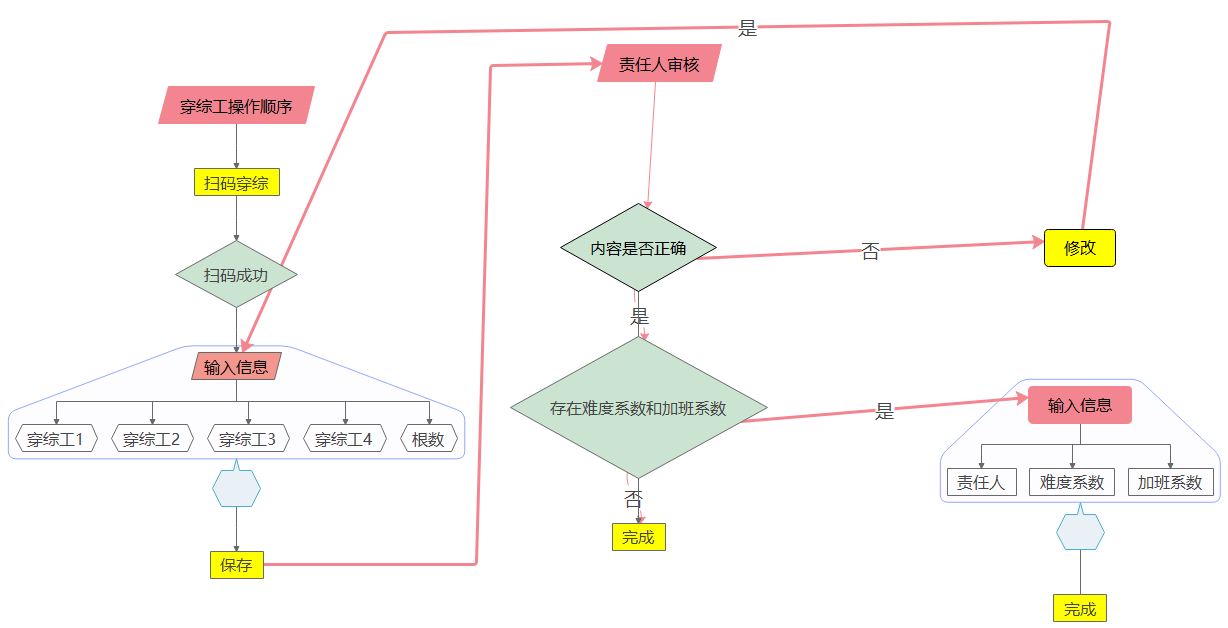 穿综工操作顺序
扫码穿综
扫码成功
输入信息
穿综工1
穿综工2
穿综工3
穿综工4
根数
保存
责任人审核
内容是否正确
否
修改
是
是
存在难度系数和加班系数
否
完成
是
输入信息
责任人
难度系数
加班系数
完成